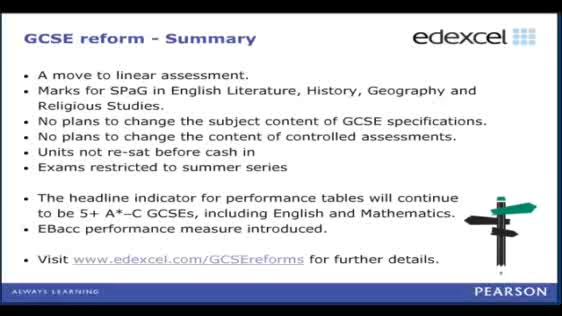 GCSE reform - Summary
edexcel
• A move to linear assessment.
• Marks for SPaG in English Literature, History, Geography and
Religious Studies.
• No plans to change the subject content of GCSE specifications.
• No plans to change the content of controlled assessments.
• Units not re-sat before cash in
• Exams restricted to summer series
• The headline indicator for performance tables will continue
to be 5+ A*–C GCSEs, including English and Mathematics.
• EBacc performance measure introduced.
• Visit www.edexcel.com/GCSEreforms for further details.
ALWAYS LEARNING
PEARSON